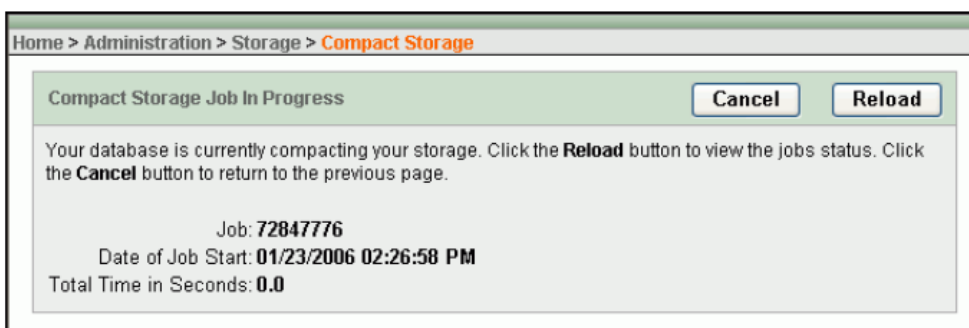 Home > Administration > Storage > Compact Storage
Compact Storage Job In Progress
Cancel
Reload
Your database is currently compacting your storage. Click the Reload button to view the jobs status. Click
the Cancel button to return to the previous page.
Job: 72847776
Date of Job Start: 01/23/2006 02:26:58 PM
Total Time in Seconds: 0.0